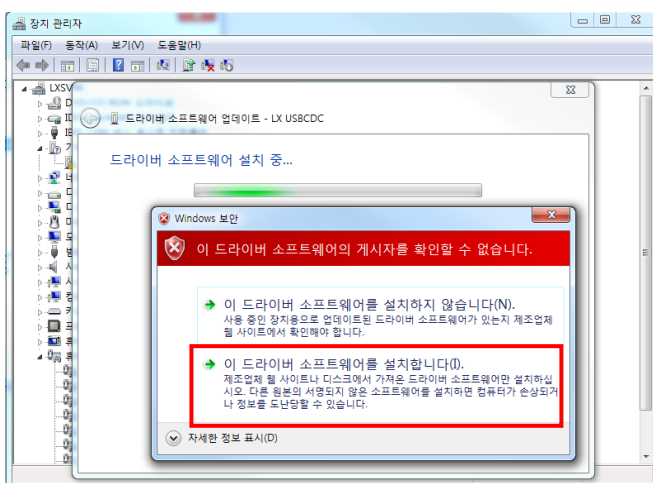 장치 관리자
파일(F) 동작(A) 보기(V) 도움말(H)
드라이버 소프트웨어 업데이트 - LX USBCDC
드라이버 소프트웨어 설치 중...
Windows 보안
이 드라이버 소프트웨어의 게시자를 확인할 수 없습니다.
이 드라이버 소프트웨어를 설치하지 않습니다(N).
사용 중인 장치용으로 업데이트된 드라이버 소프트웨어가 있는지 제조업체
웹 사이트에서 확인해야 합니다.
이 드라이버 소프트웨어를 설치합니다(I).
제조업체 웹 사이트나 디스크에서 가져온 드라이버 소프트웨어만 설치하십
시오. 다른 원본의 서명되지 않은 소프트웨어를 설치하면 컴퓨터가 손상되거
나 정보를 도난당할 수 있습니다.
자세한 정보 표시(D)